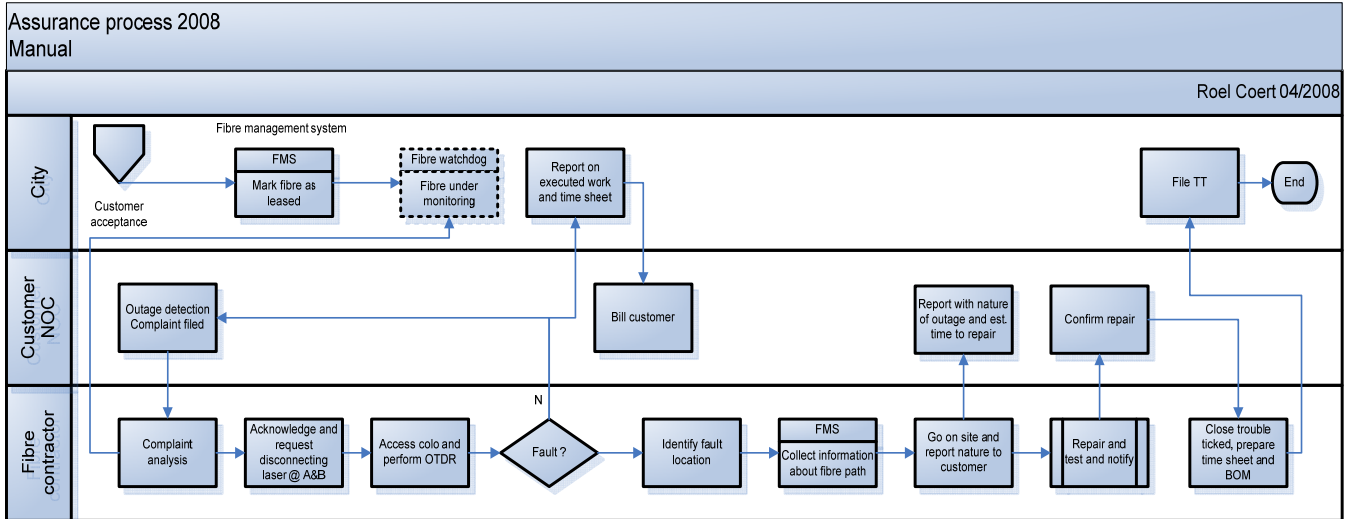 Assurance process 2008
Manual
Roel Coert 04/2008
City
Customer
acceptance
Fibre management system
FMS
Mark fibre as
leased
Fibre watchdog
Fibre under
monitoring
Report on
executed work
and time sheet
File TT
End
Customer
NOC
Outage detection
Complaint filed
Bill customer
Report with nature
of outage and est.
time to repair
Confirm repair
Fibre
contractor
Complaint
analysis
Acknowledge and
request
disconnecting
laser @ A&B
Access colo and
perform OTDR
N
Fault ?
Identify fault
location
FMS
Collect information
about fibre path
Go on site and
report nature to
customer
Repair and
test and notify
Close trouble
ticked, prepare
time sheet and
BOM